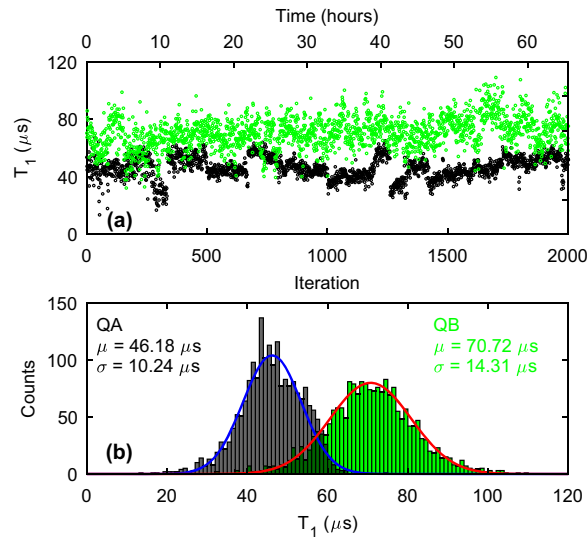 Time (hours)
0 10 20 30 40 50 60
120
80
40
0
T1 (μs)
(a)
0 500 1000 1500 2000
Iteration
150
100
50
0
Counts
QA
μ = 46.18 μs
σ = 10.24 μs
QB
μ = 70.72 μs
σ = 14.31 μs
(b)
0 20 40 60 80 100 120
T1 (μs)